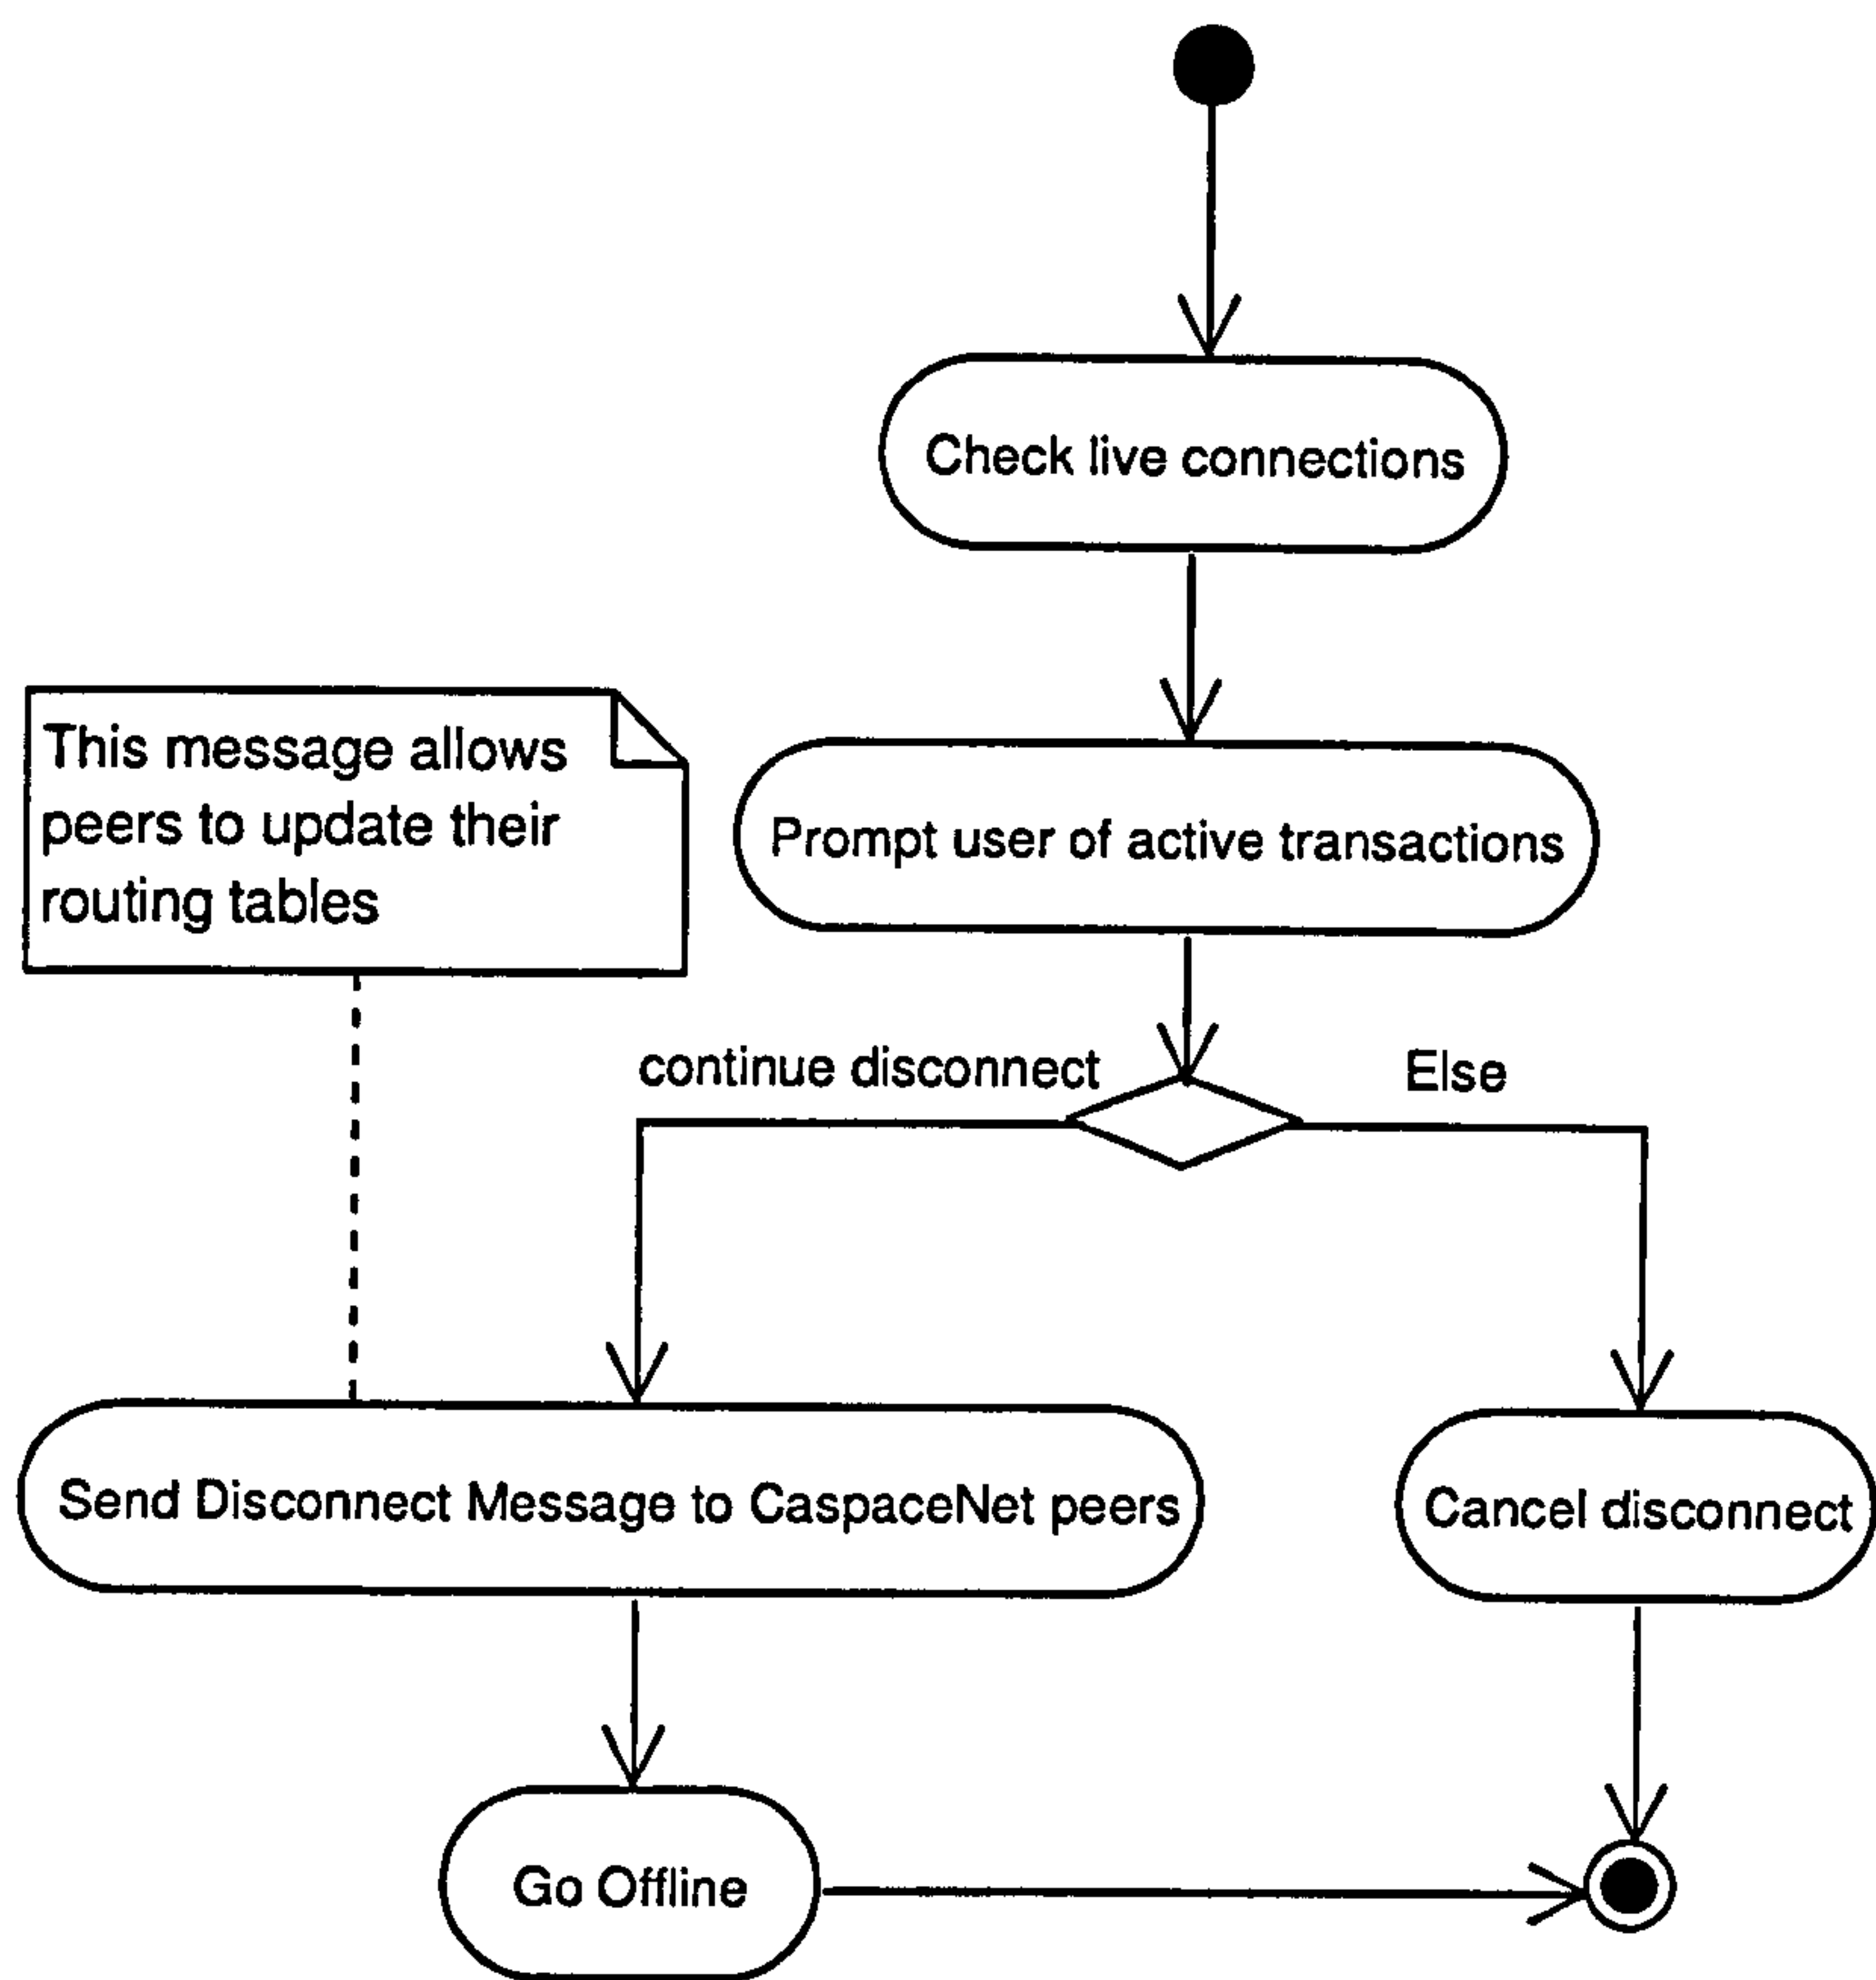 Check live connections
This message allows
peers to update their
routing tables
Prompt user of active transactions
continue disconnect
Else
Send Disconnect Message to CaspaceNet peers
Cancel disconnect
Go Offline